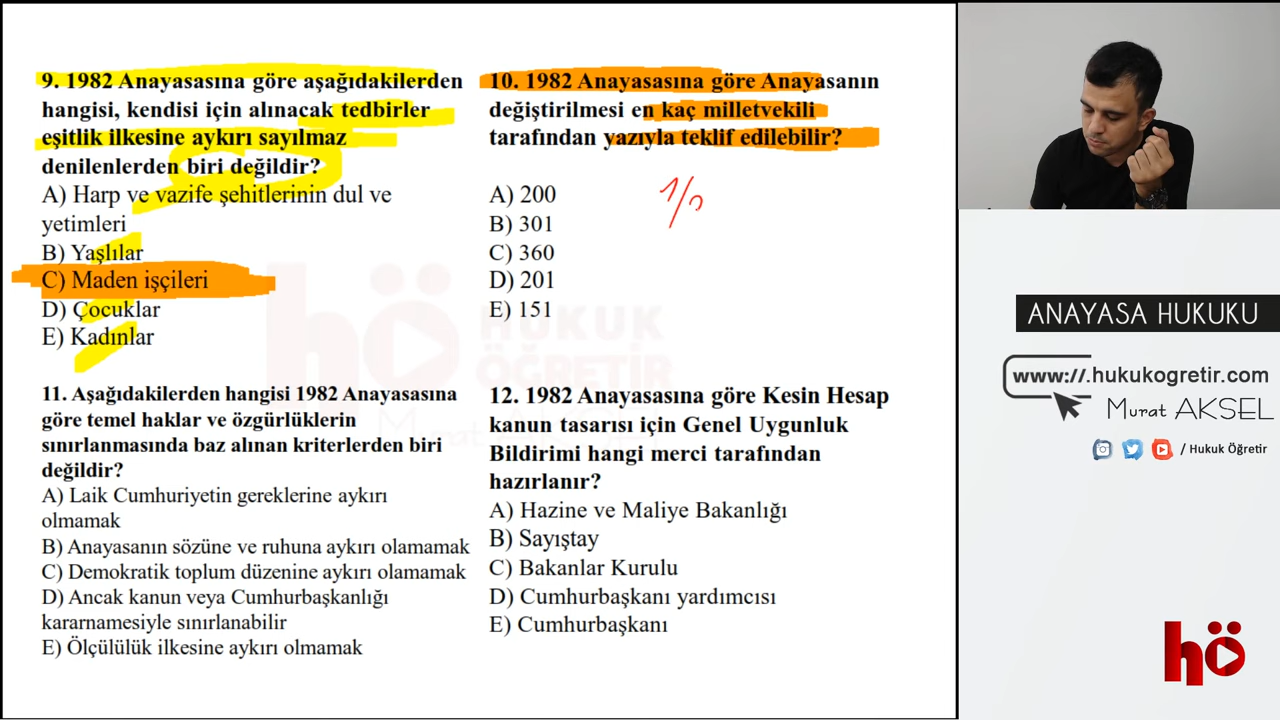 9. 1982 Anayasasına göre aşağıdakilerden
hangisi, kendisi için alınacak tedbirler
eşitlik ilkesine aykırı sayılmaz
denilenlerden biri değildir?
A) Harp ve vazife şehitlerinin dul ve
yetimleri
B) Yaşlılar
C) Maden işçileri
D) Çocuklar
E) Kadınlar
10. 1982 Anayasasına göre Anayasanın
değiştirilmesi en kaç milletvekili
tarafından yazıyla teklif edilebilir?
A) 200
B) 301
C) 360
D) 201
E) 151
11. Aşağıdakilerden hangisi 1982 Anayasasına
göre temel haklar ve özgürlüklerin
sınırlanmasında baz alınan kriterlerden biri
değildir?
A) Laik Cumhuriyetin gereklerine aykırı
olmamak
B) Anayasanın sözüne ve ruhuna aykırı olamamak
C) Demokratik toplum düzenine aykırı olamamak
D) Ancak kanun veya Cumhurbaşkanlığı
kararnamesiyle sınırlanabilir
E) Ölçülülük ilkesine aykırı olmamak
12. 1982 Anayasasına göre Kesin Hesap
kanun tasarısı için Genel Uygunluk
Bildirimi hangi merci tarafından
hazırlanır?
A) Hazine ve Maliye Bakanlığı
B) Sayıştay
C) Bakanlar Kurulu
D) Cumhurbaşkanı yardımcısı
E) Cumhurbaşkanı
hö HUKUK
ÖĞRETİR
Murat AKSEL
ANAYASA HUKUKU
www://.hukukogretir.com
Murat AKSEL
/ Hukuk Öğretir
hö